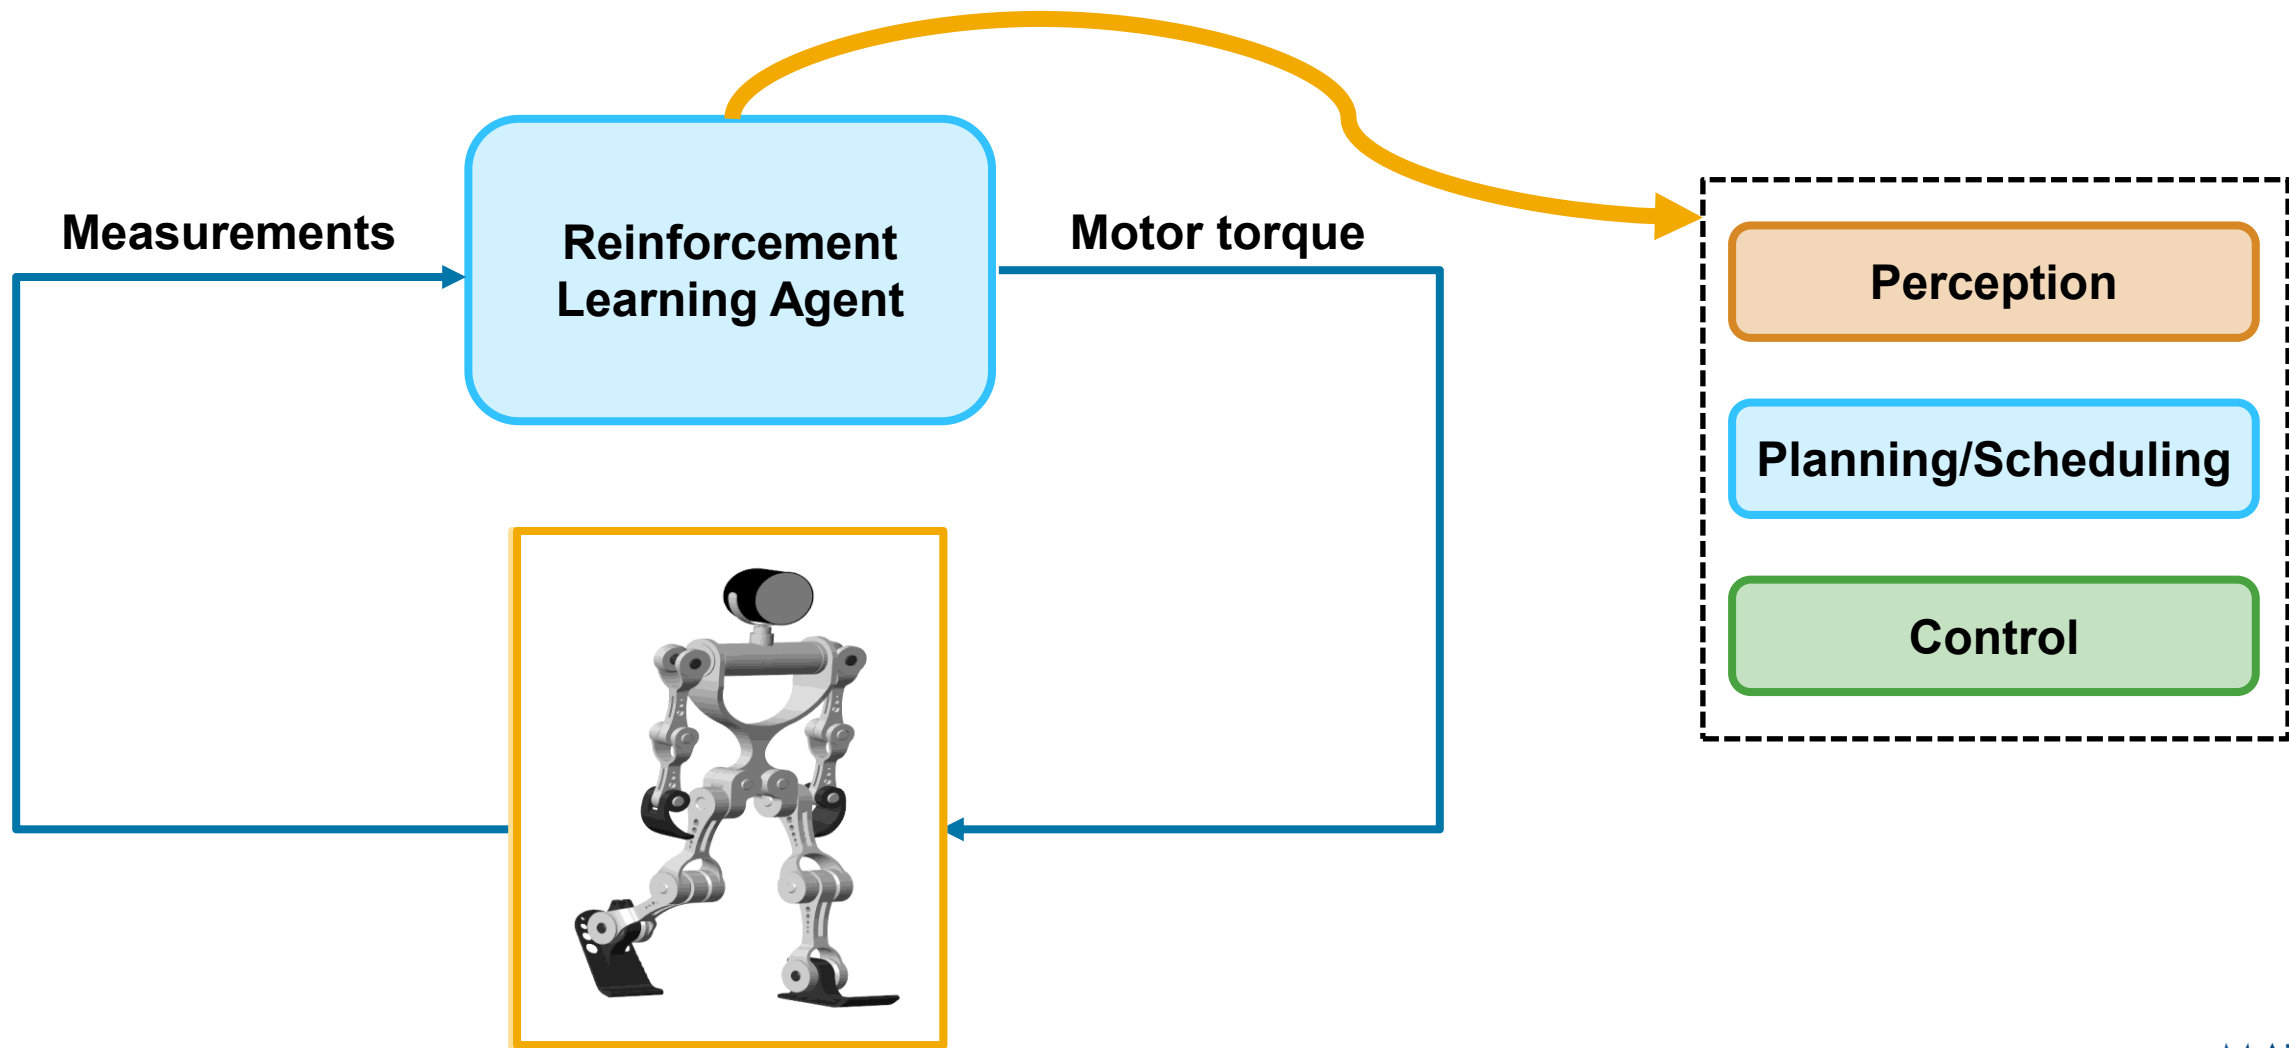 Measurements
Reinforcement
Learning Agent
Motor torque
Perception
Planning/Scheduling
Control